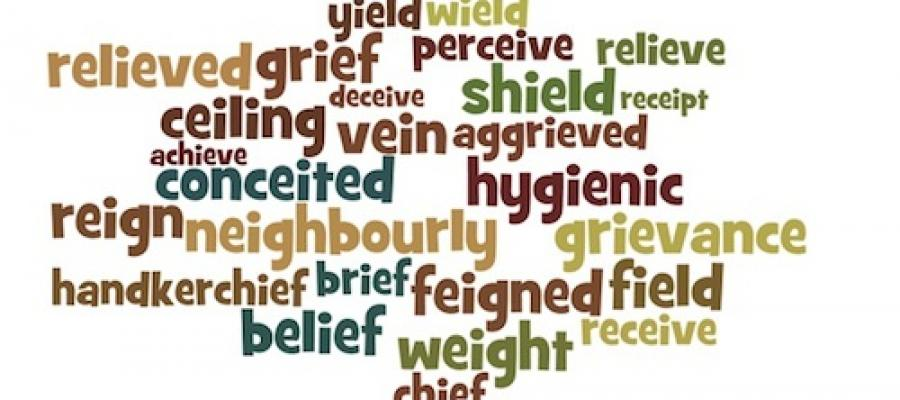 yield wield
relieved grief perceive relieve
deceive shield receipt
ceiling vein aggrieved
achieve
conceited hygienic
reign neighbourly grievance
handkerchief brief feigned field
belief weight receive
chief